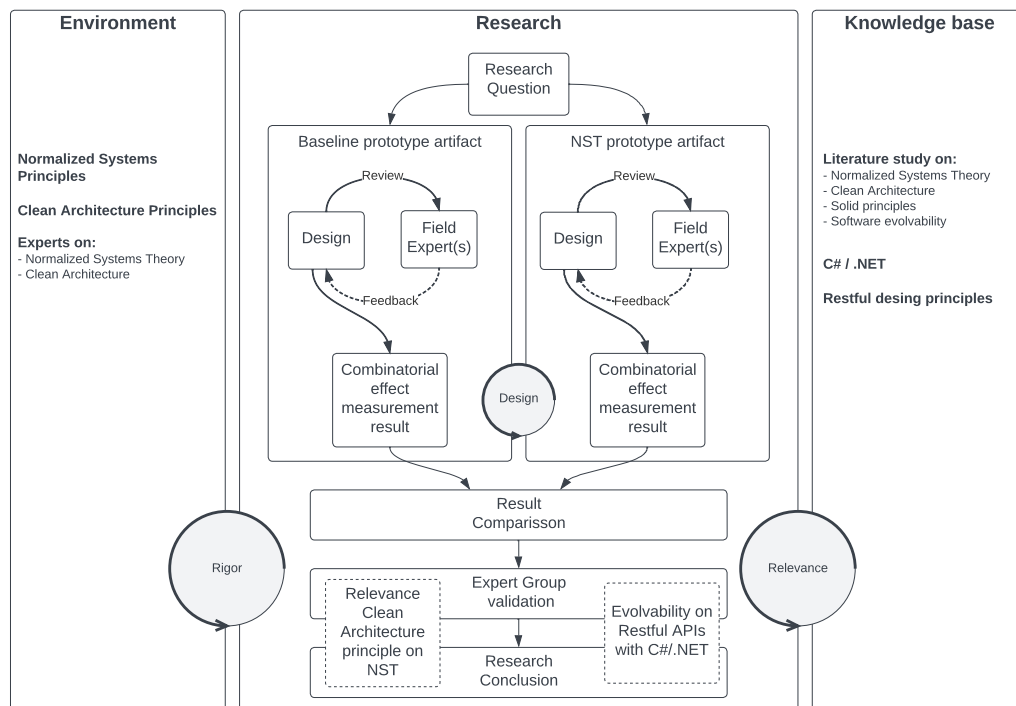 Environment
Normalized Systems
Principles
Clean Architecture Principles
Experts on:
- Normalized Systems Theory
- Clean Architecture
Rigor
Research
Research
Question
Baseline prototype artifact
Review
Design
Field
Expert(s)
Feedback
Combinatorial
effect
measurement
result
NST prototype artifact
Review
Design
Field
Expert(s)
Feedback
Combinatorial
effect
measurement
result
Design
Result
Comparisson
Expert Group
validation
Relevance
Clean
Architecture
principle on
NST
Evolvability on
Restful APIs
with C#/.NET
Research
Conclusion
Knowledge base
Literature study on:
- Normalized Systems Theory
- Clean Architecture
- Solid principles
- Software evolvability
C# / .NET
Restful desing principles
Relevance